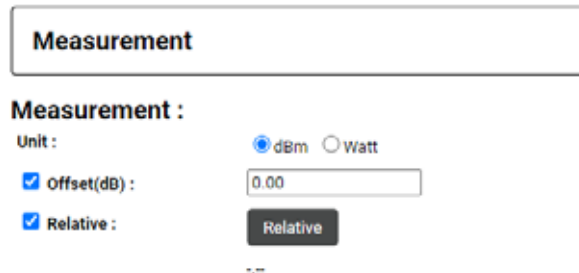 Measurement
Measurement :
Unit : dBm Watt
Offset(dB) : 0.00
Relative : Relative